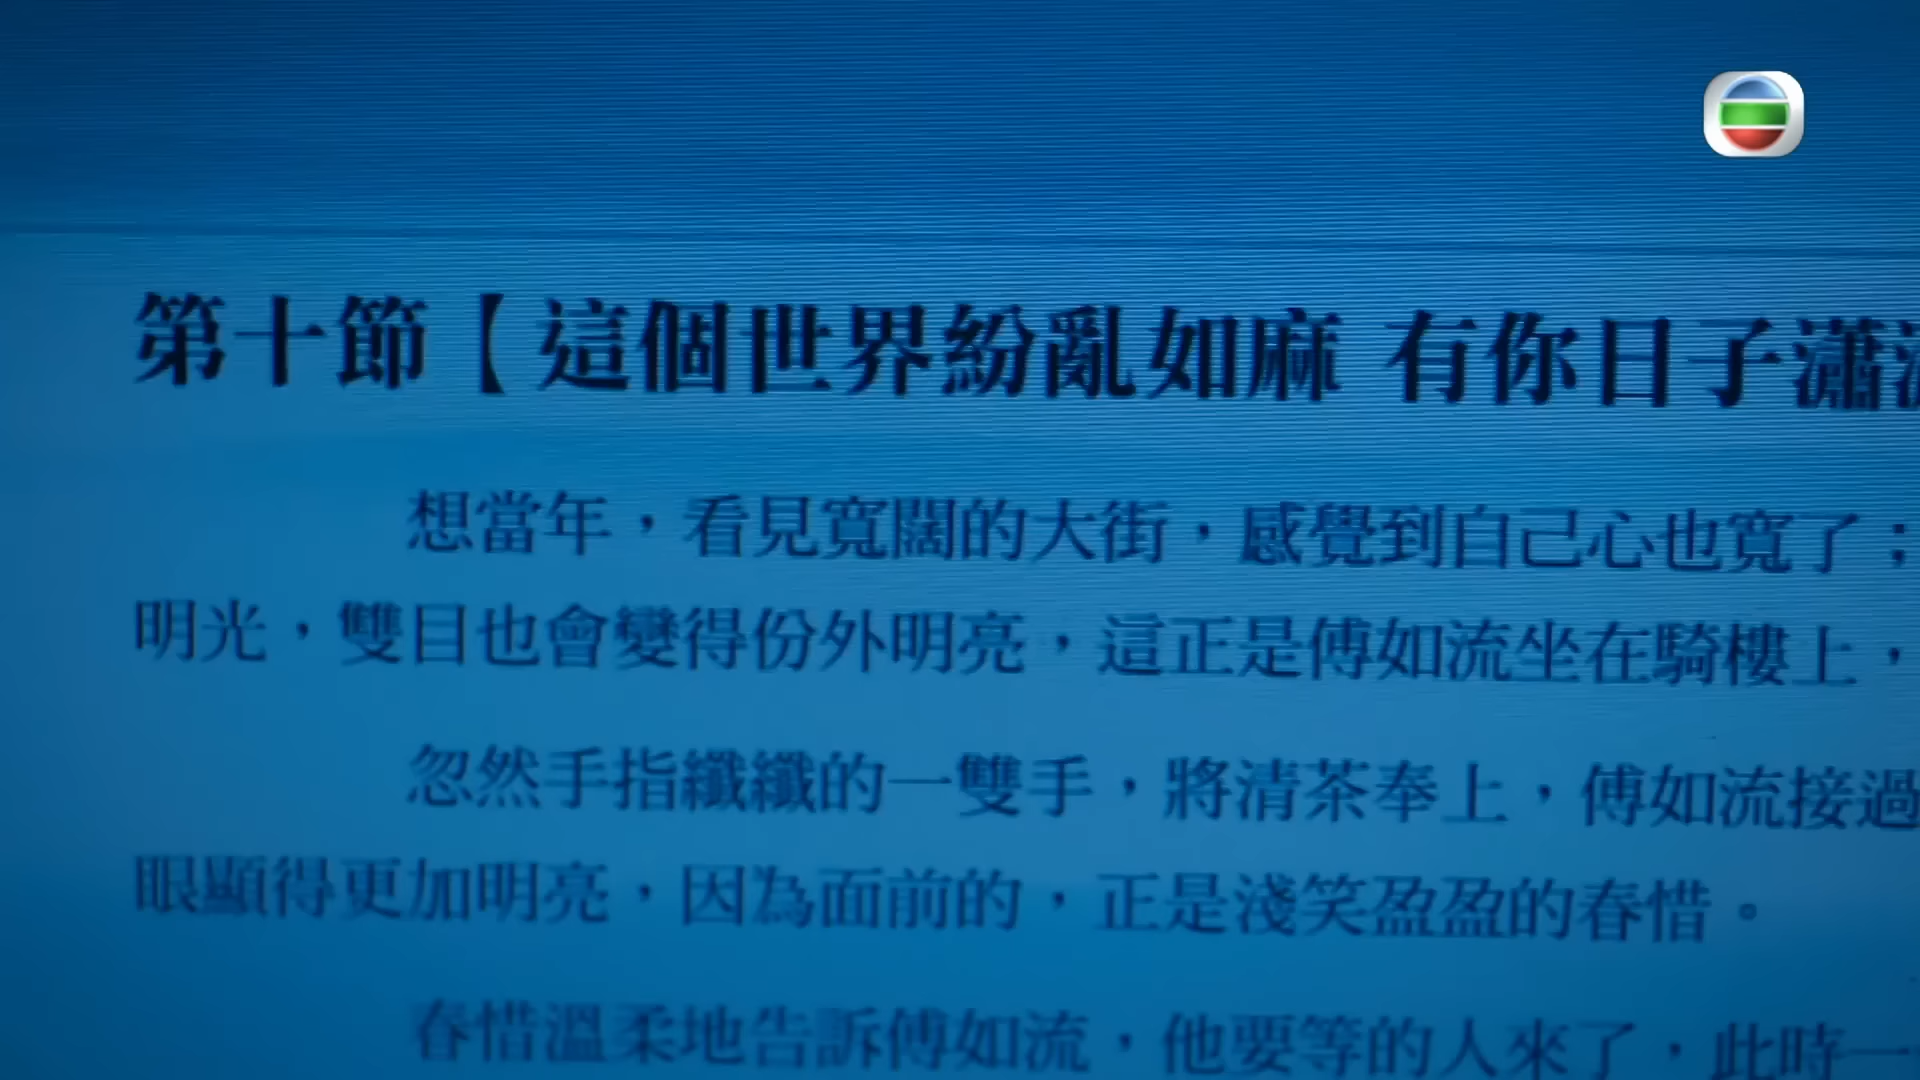 第十節【這個世界紛亂如麻 有你日子瀟
想當年，看見寬闊的大街，感覺到自己心也寬了；
明光，雙目也會變得份外明亮，這正是傅如流坐在騎樓上，
忽然手指纖纖的一雙手，將清茶奉上，傅如流接過
眼顯得更加明亮，因為面前的，正是淺笑盈盈的春惜。
春惜溫柔地告訴傅如流，他要等的人來了，此時一